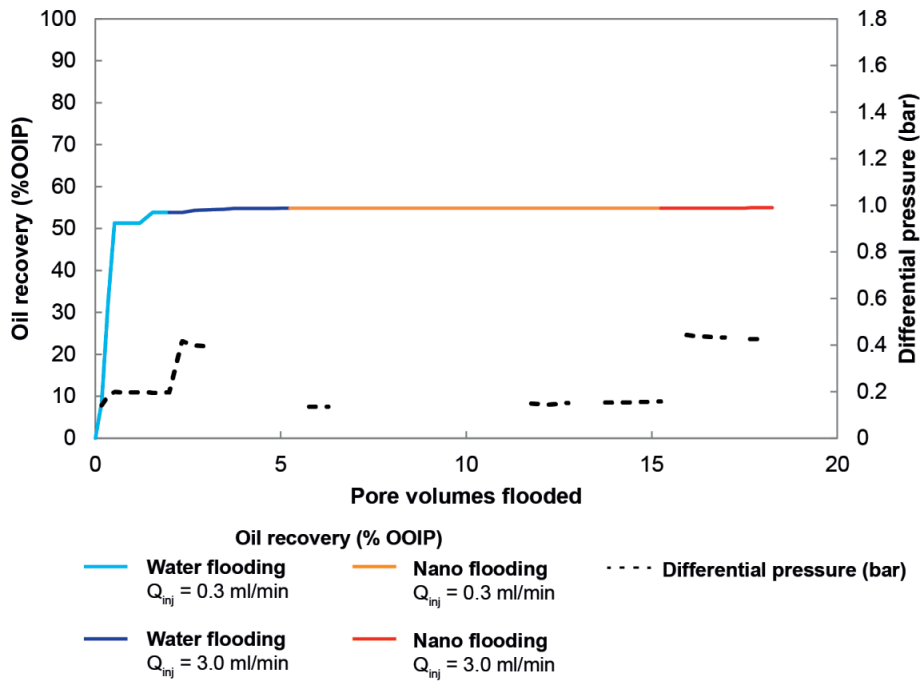 Oil recovery (%OOIP)
100
90
80
70
60
50
40
30
20
10
0
0
5
10
15
20
Pore volumes flooded
1.8
1.6
1.4
1.2
1.0
0.8
0.6
0.4
0.2
0
Differential pressure (bar)
Oil recovery (% OOIP)
Water flooding
Qinj = 0.3 ml/min
Nano flooding
Qinj = 0.3 ml/min
Differential pressure (bar)
Water flooding
Qinj = 3.0 ml/min
Nano flooding
Qinj = 3.0 ml/min